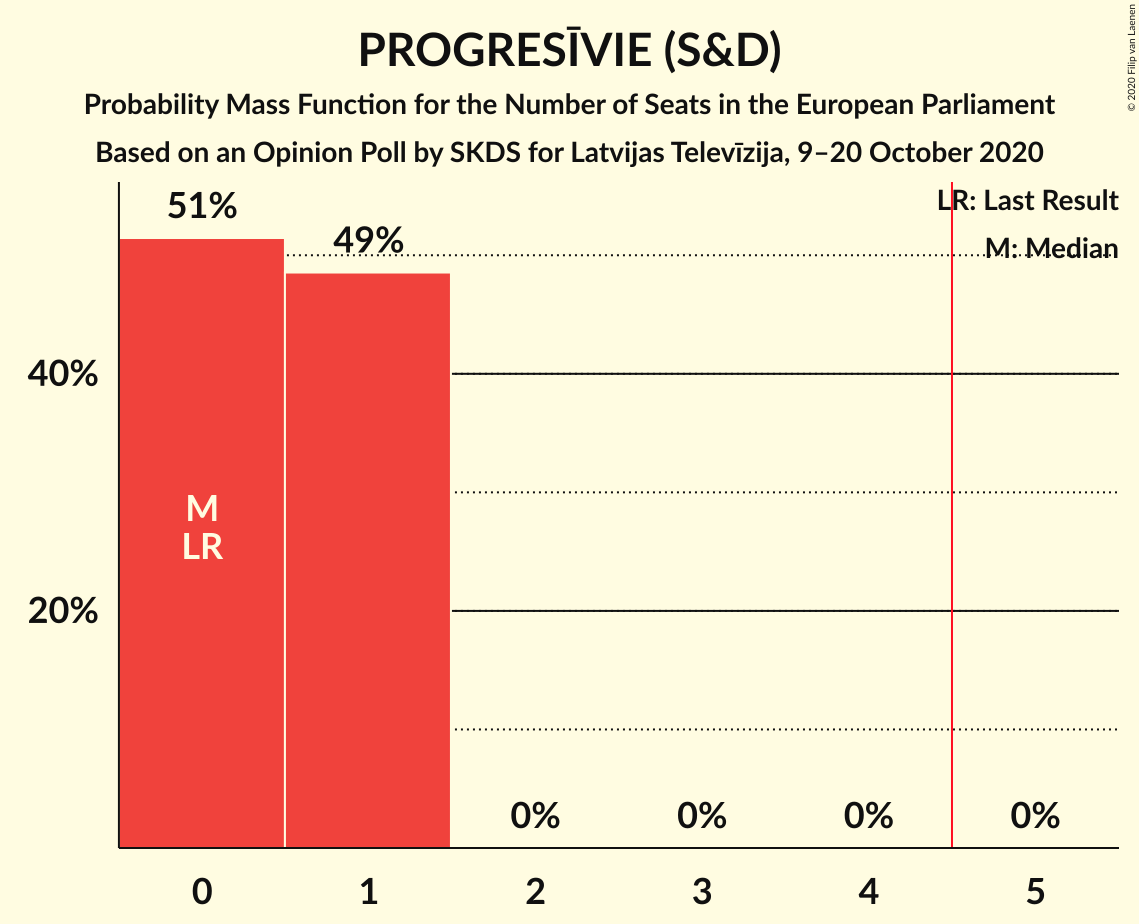 PROGRESĪVIE (S&D)
Probability Mass Function for the Number of Seats in the European Parliament
Based on an Opinion Poll by SKDS for Latvijas Televīzija, 9–20 October 2020
© 2020 Filip van Laenen
LR: Last Result
M: Median
51%
49%
40%
20%
M
LR
0%
0%
0%
0%
0
1
2
3
4
5